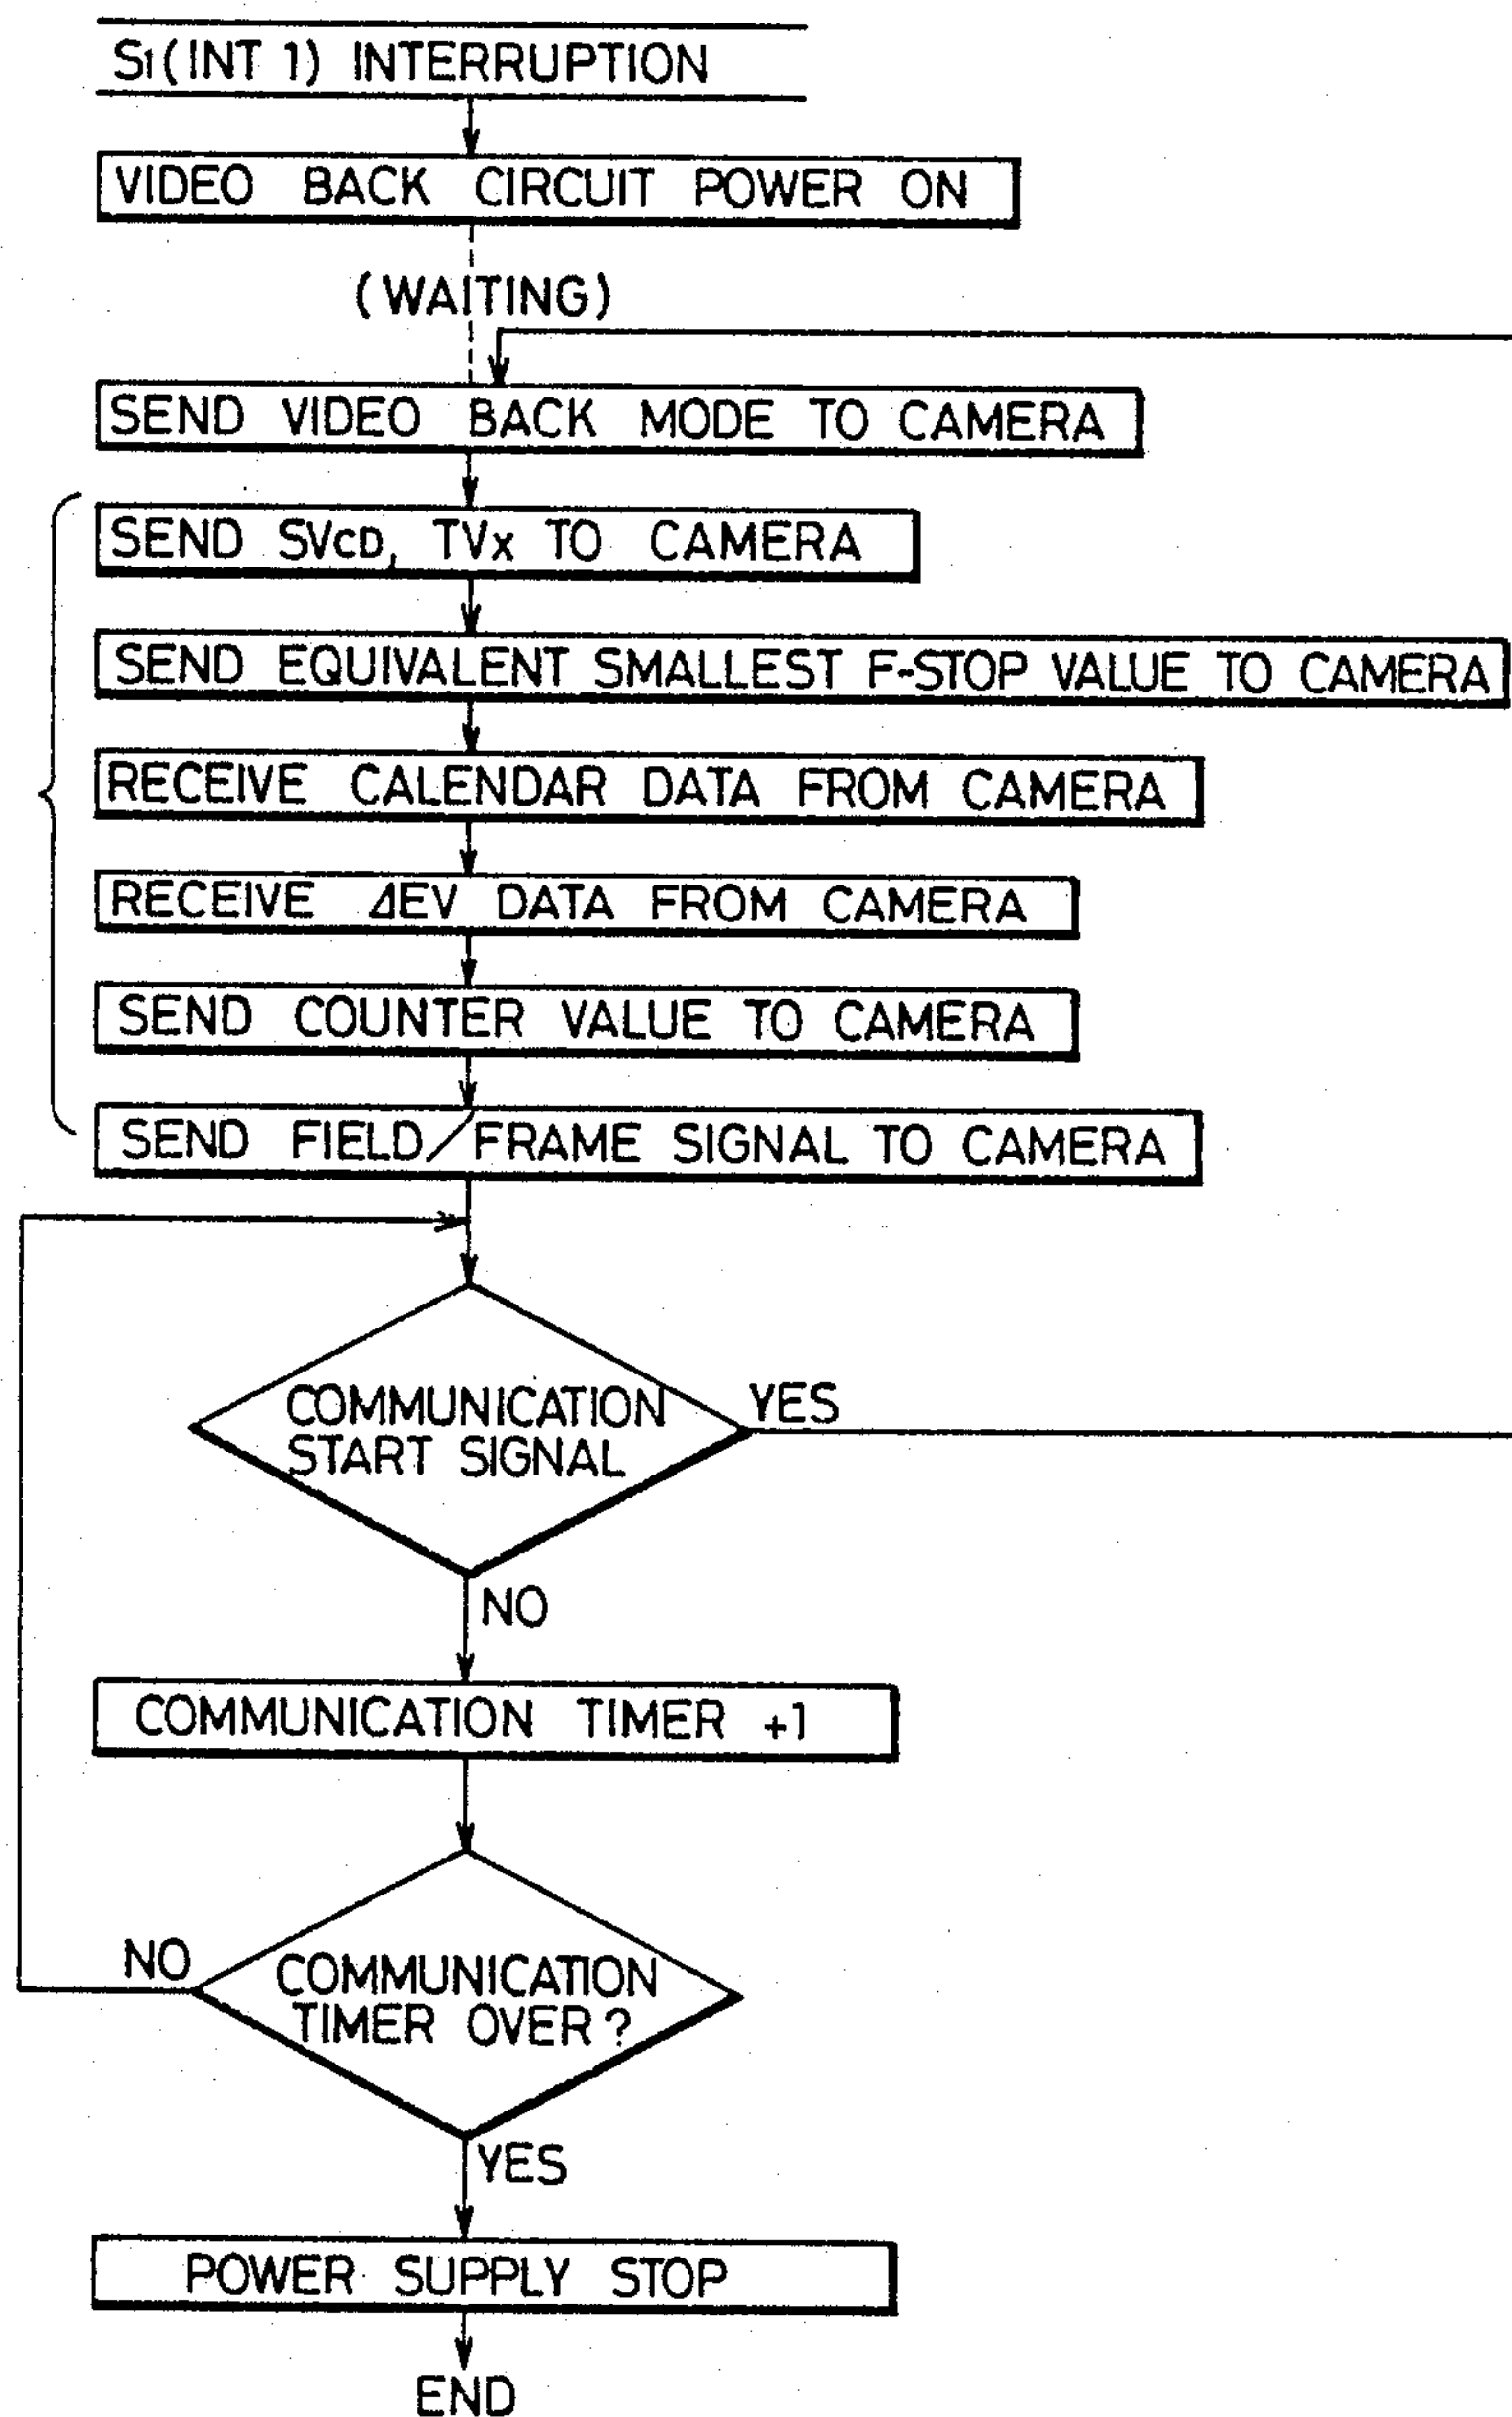 S1(INT 1) INTERRUPTION
VIDEO BACK CIRCUIT POWER ON
(WAITING)
SEND VIDEO BACK MODE TO CAMERA
SEND SVCD, TVX TO CAMERA
SEND EQUIVALENT SMALLEST F-STOP VALUE TO CAMERA
RECEIVE CALENDAR DATA FROM CAMERA
RECEIVE ΔEV DATA FROM CAMERA
SEND COUNTER VALUE TO CAMERA
SEND FIELD/FRAME SIGNAL TO CAMERA
COMMUNICATION
START SIGNAL
YES
NO
COMMUNICATION TIMER +1
NO
COMMUNICATION
TIMER OVER?
YES
POWER SUPPLY STOP
END